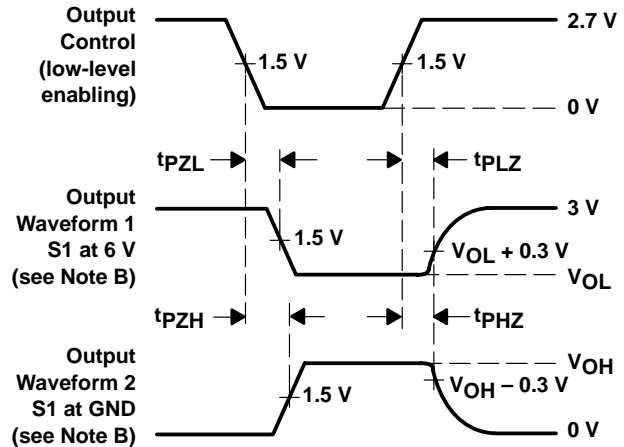 Output
Control
(low-level
enabling)
2.7 V
1.5 V
1.5 V
0 V
tPZL
tPLZ
Output
Waveform 1
S1 at 6 V
(see Note B)
3 V
1.5 V
VOL + 0.3 V
VOL
tPZH
tPHZ
Output
Waveform 2
S1 at GND
(see Note B)
VOH
1.5 V
VOH – 0.3 V
0 V